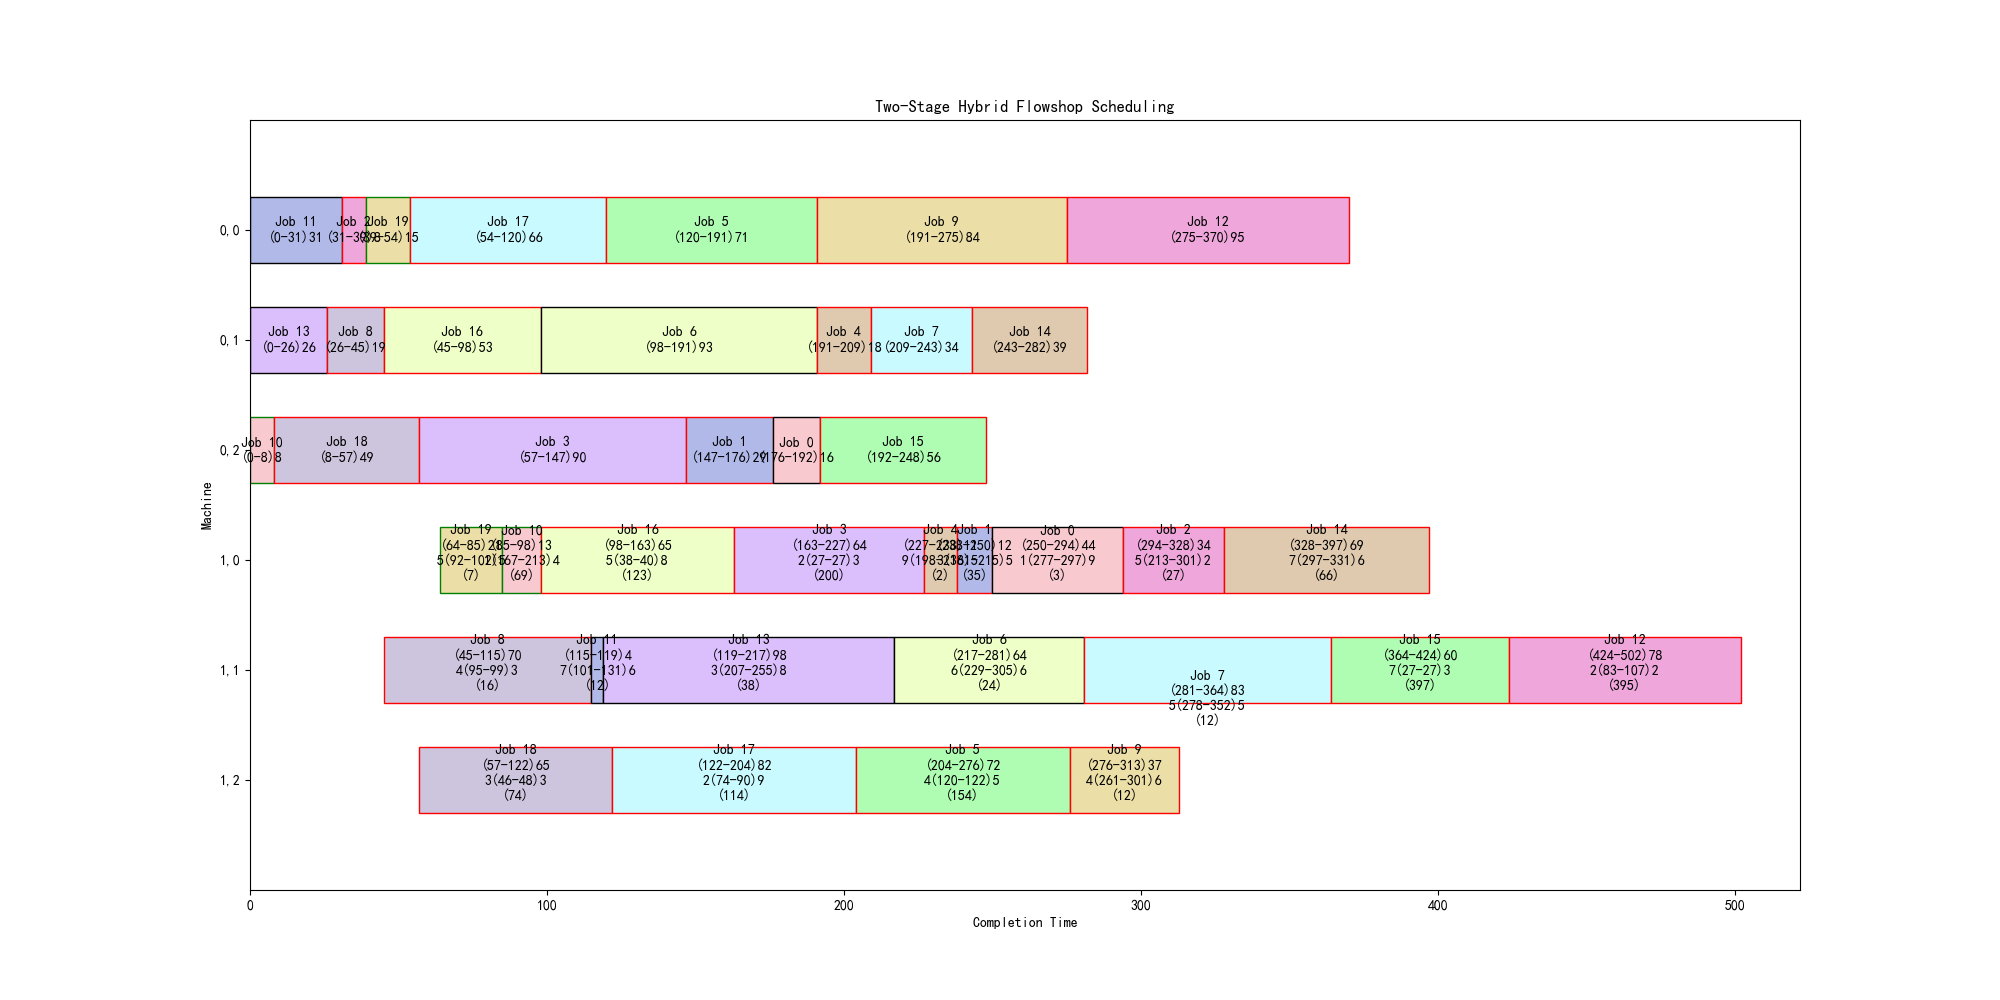 Two-Stage Hybrid Flowshop Scheduling
0,0
Job 11
(0-31)31
Job 2
(31-39)8
Job 19
(39-54)15
Job 17
(54-120)66
Job 5
(120-191)71
Job 9
(191-275)84
Job 12
(275-370)95
0,1
Job 13
(0-26)26
Job 8
(26-45)19
Job 16
(45-98)53
Job 6
(98-191)93
Job 4
(191-209)18
Job 7
(209-243)34
Job 14
(243-282)39
0,2
Job 10
(0-8)8
Job 18
(8-57)49
Job 3
(57-147)90
Job 1
(147-176)29
Job 0
(176-192)16
Job 15
(192-248)56
Machine
1,0
Job 19
(64-85)21
5(92-101)5
(7)
Job 10
(85-98)13
(69)
Job 16
(98-163)65
5(38-40)8
(123)
Job 3
(163-227)64
2(27-27)3
(200)
Job 4
(227-238)11
(2)
Job 1
(238-250)12
(35)
Job 0
(250-294)44
1(277-297)9
(3)
Job 2
(294-328)34
5(213-301)2
(27)
Job 14
(328-397)69
7(297-331)6
(66)
1,1
Job 8
(45-115)70
4(95-99)3
(16)
Job 11
(115-119)4
7(101-131)6
(12)
Job 13
(119-217)98
3(207-255)8
(38)
Job 6
(217-281)64
6(229-305)6
(24)
Job 7
(281-364)83
5(278-352)5
(12)
Job 15
(364-424)60
7(27-27)3
(397)
Job 12
(424-502)78
2(83-107)2
(395)
1,2
Job 18
(57-122)65
3(46-48)3
(74)
Job 17
(122-204)82
2(74-90)9
(114)
Job 5
(204-276)72
4(120-122)5
(154)
Job 9
(276-313)37
4(261-301)6
(12)
0
100
200
300
400
500
Completion Time